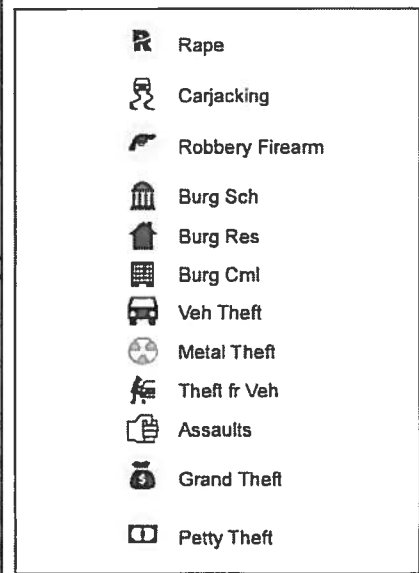 R Rape
Carjacking
Robbery Firearm
Burg Sch
Burg Res
Burg Cml
Veh Theft
Metal Theft
Theft fr Veh
Assaults
$ Grand Theft
Petty Theft